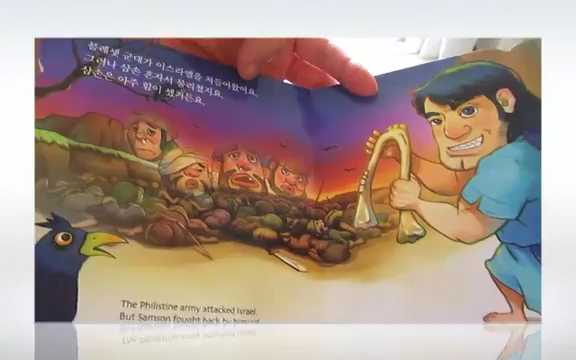 블레셋 군대가 이스라엘을 쳐들어왔어요.
그러나 삼손 혼자서 물리쳤지요.
삼손은 아주 힘이 셌거든요.
The Philistine army attacked Israel.
But Samson fought back by himself.